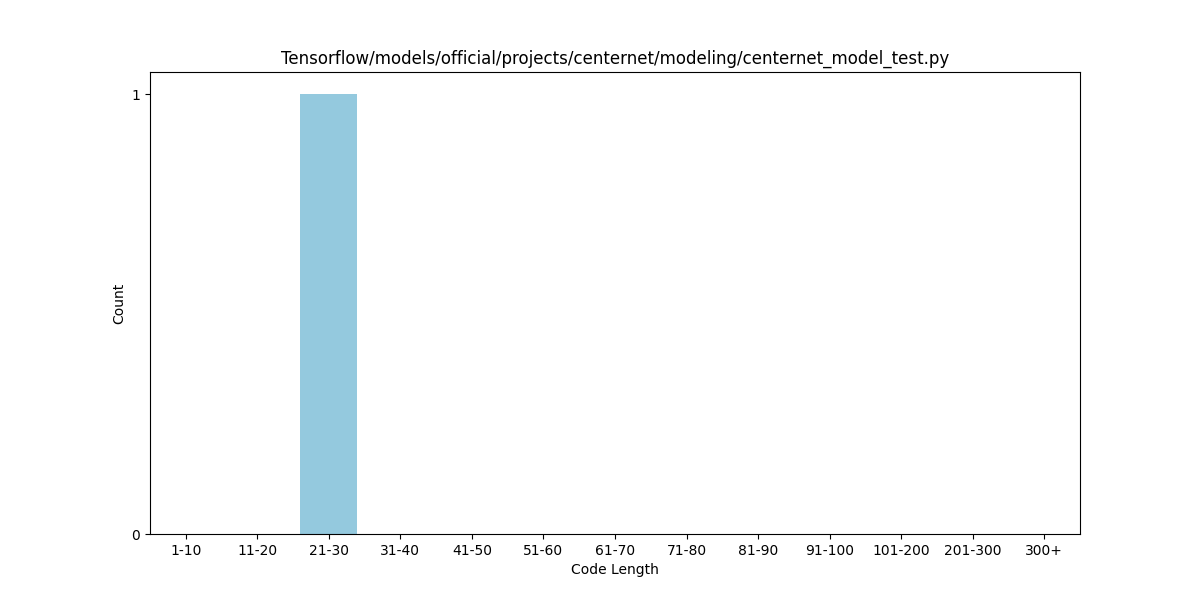 Tensorflow/models/official/projects/centernet/modeling/centernet_model_test.py
1
Count
0
1-10 11-20 21-30 31-40 41-50 51-60 61-70 71-80 81-90 91-100 101-200 201-300 300+
Code Length